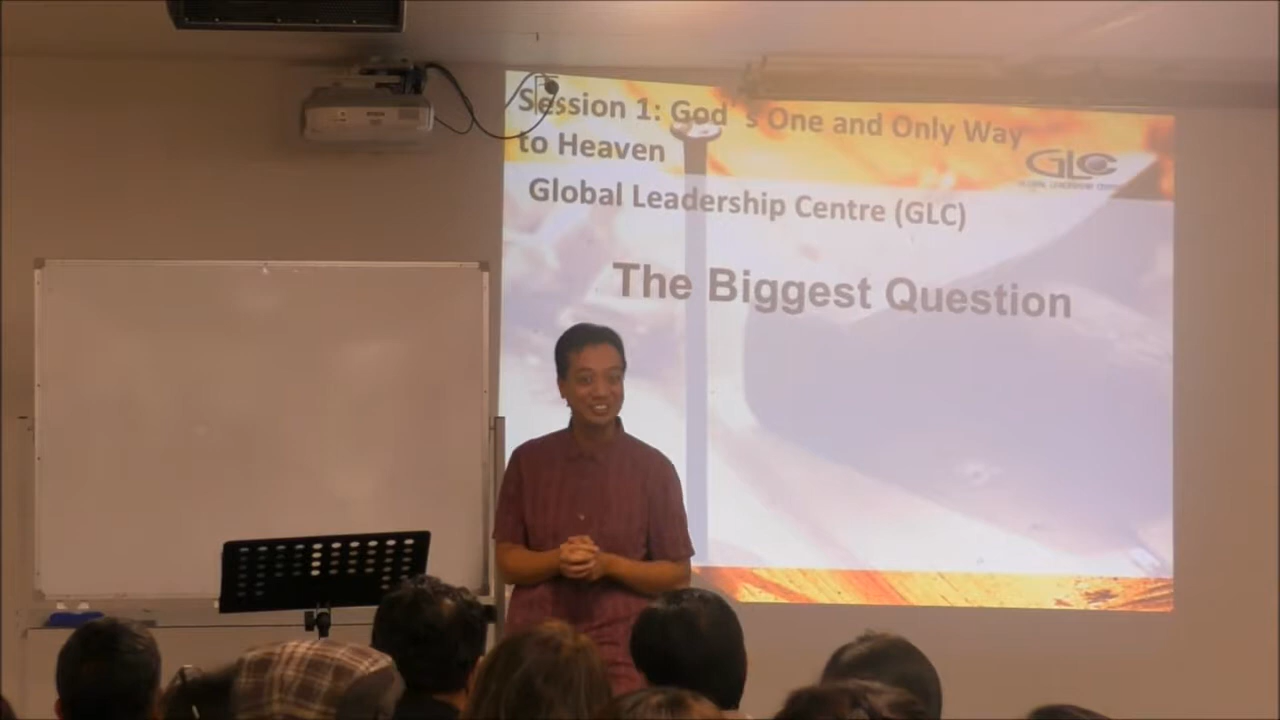 Session 1: God's One and Only Way
to Heaven
GLC
Global Leadership Centre (GLC)
The Biggest Question